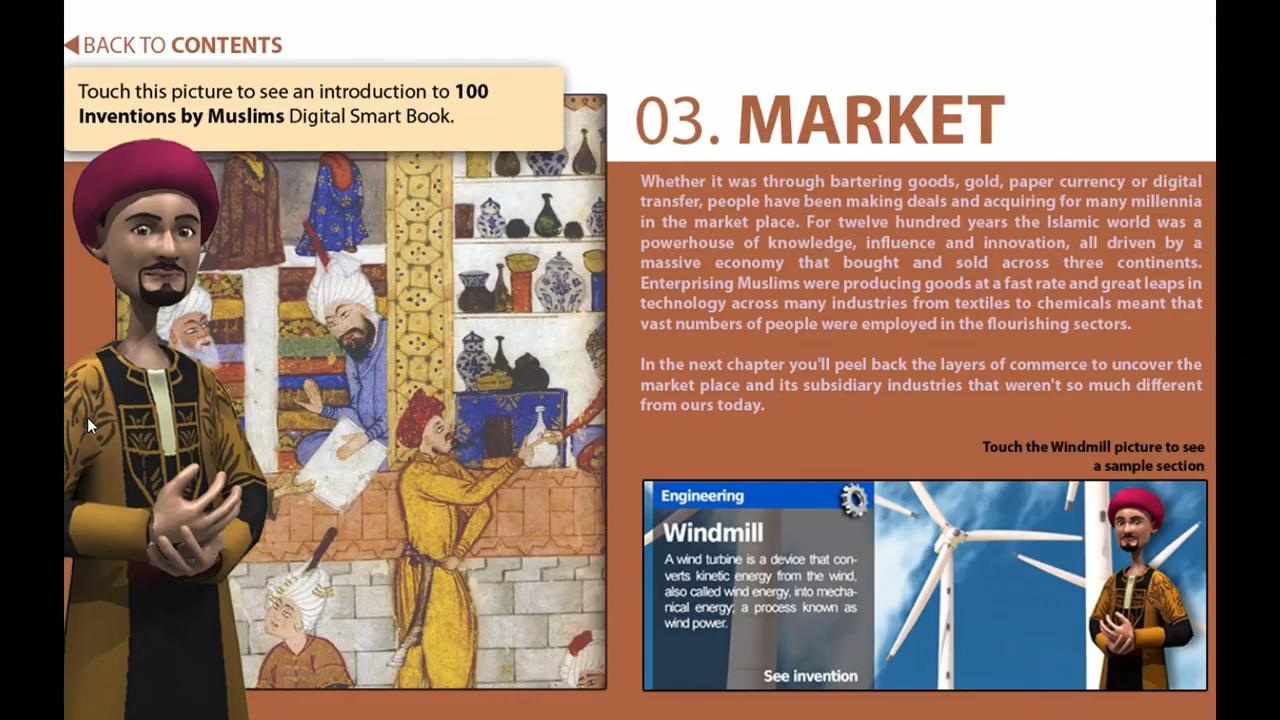 BACK TO CONTENTS
Touch this picture to see an introduction to 100
Inventions by Muslims Digital Smart Book.
03. MARKET
Whether it was through bartering goods, gold, paper currency or digital
transfer, people have been making deals and acquiring for many millennia
in the market place. For twelve hundred years the Islamic world was a
powerhouse of knowledge, influence and innovation, all driven by a
massive economy that bought and sold across three continents.
Enterprising Muslims were producing goods at a fast rate and great leaps in
technology across many industries from textiles to chemicals meant that
vast numbers of people were employed in the flourishing sectors.
In the next chapter you'll peel back the layers of commerce to uncover the
market place and its subsidiary industries that weren't so much different
from ours today.
Touch the Windmill picture to see
a sample section
Engineering
Windmill
A wind turbine is a device that con-
verts kinetic energy from the wind,
also called wind energy, into mecha-
nical energy; a process known as
wind power.
See invention